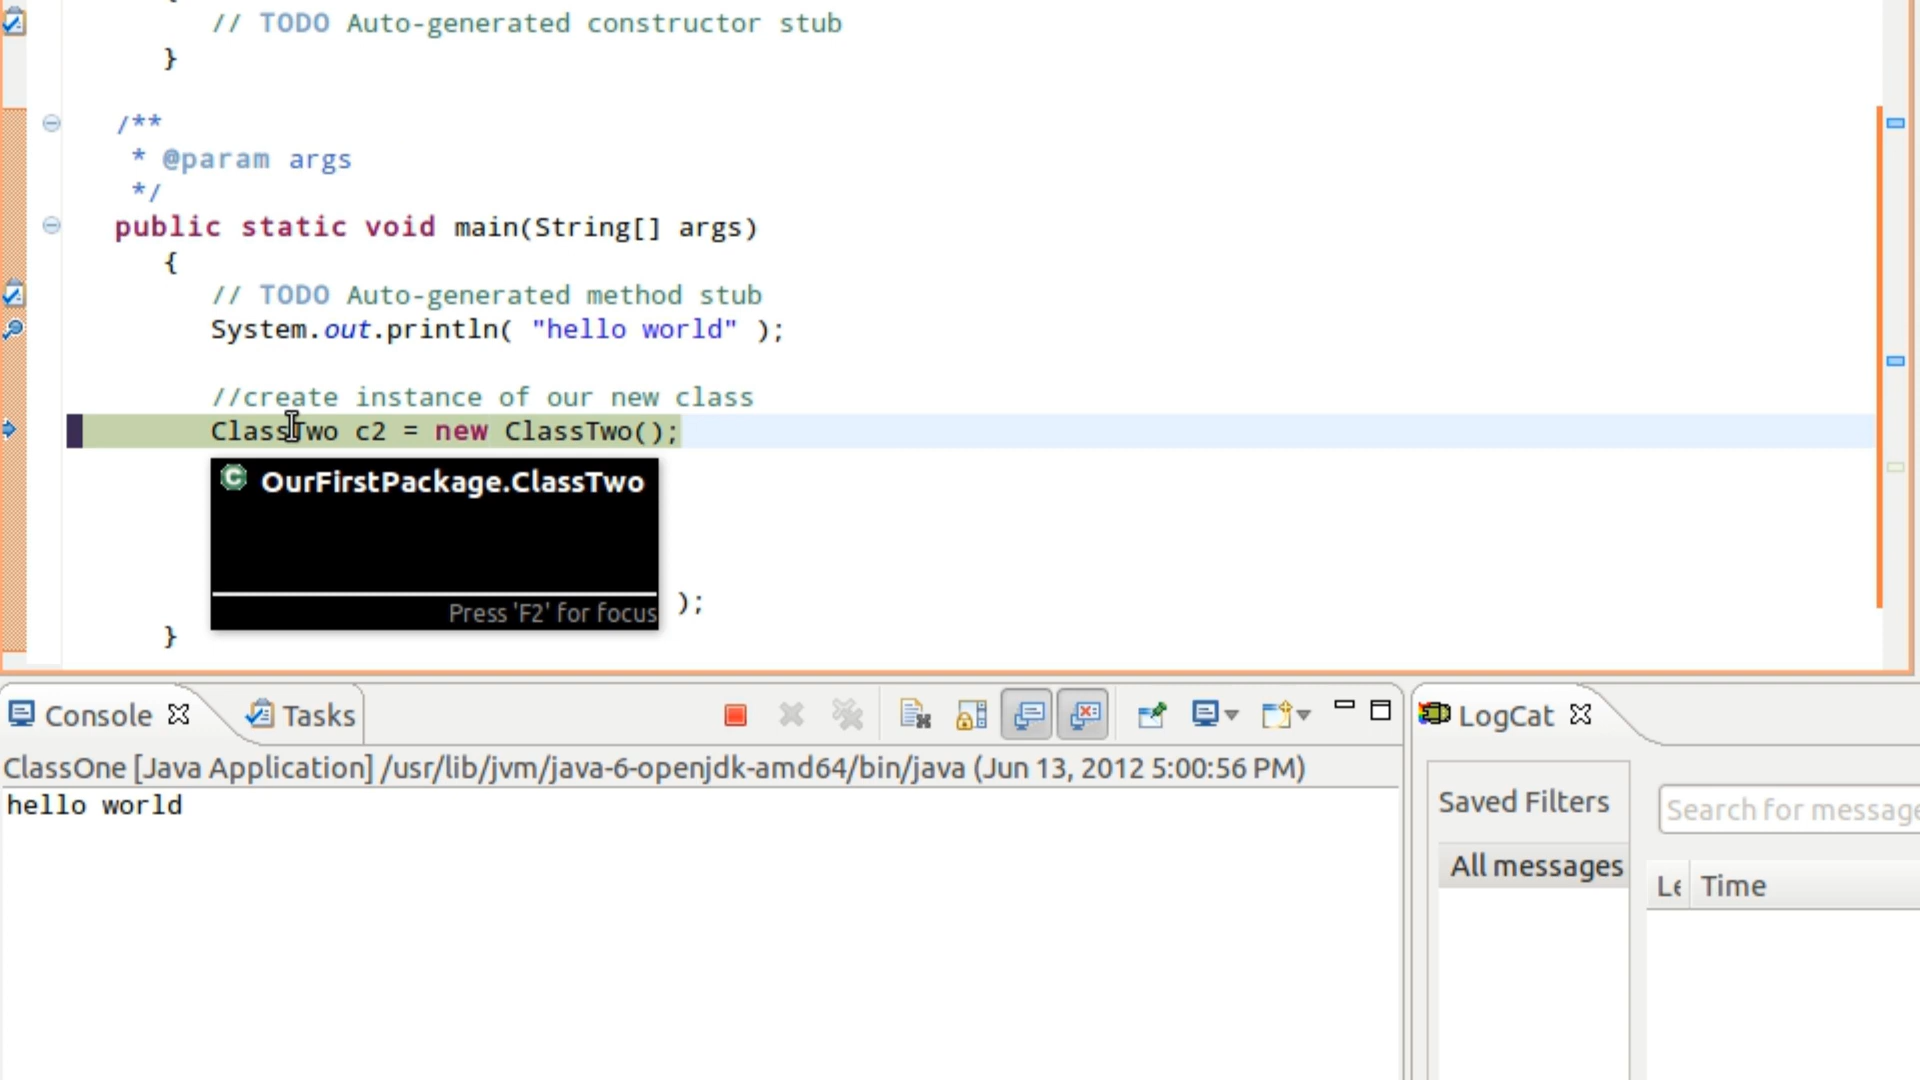 // TODO Auto-generated constructor stub
}
/**
* @param args
*/
public static void main(String[] args)
{
// TODO Auto-generated method stub
System.out.println( "hello world" );
//create instance of our new class
ClassTwo c2 = new ClassTwo();
OurFirstPackage.ClassTwo
Press 'F2' for focus
);
}
Console
Tasks
LogCat
ClassOne [Java Application] /usr/lib/jvm/java-6-openjdk-amd64/bin/java (Jun 13, 2012 5:00:56 PM)
hello world
Saved Filters
Search for message
All messages
Le Time